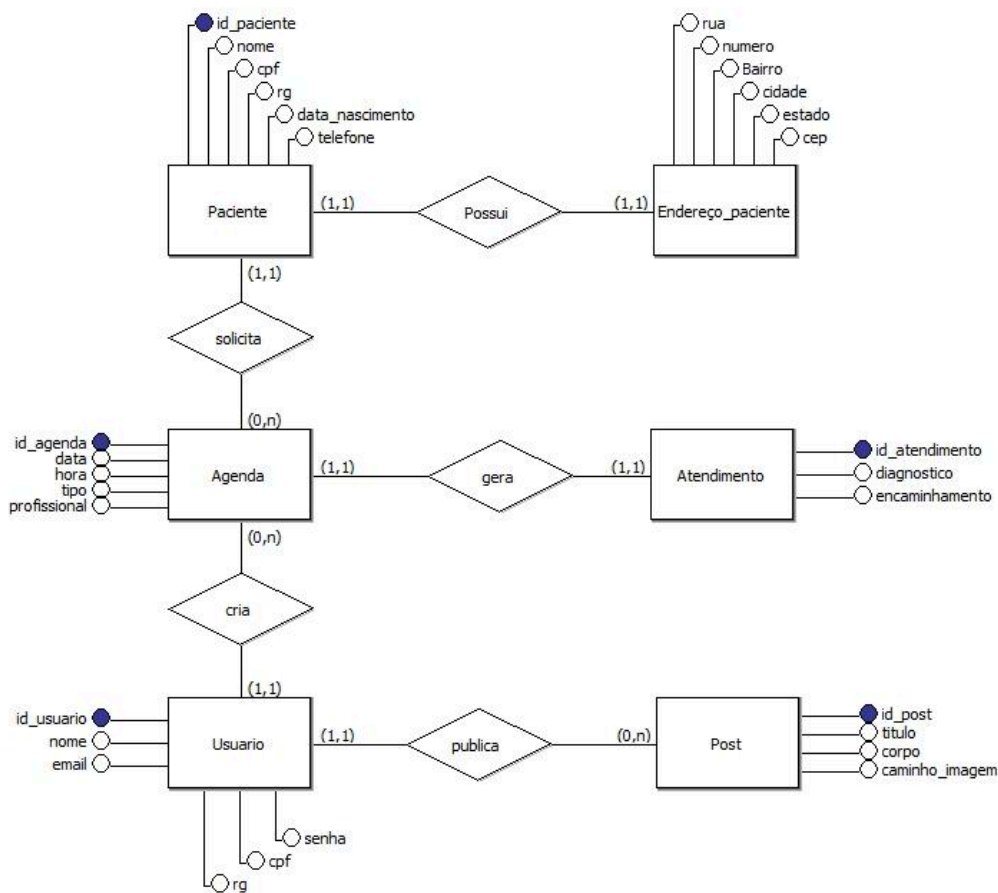 id_paciente
nome
cpf
rg
data_nascimento
telefone
rua
numero
Bairro
cidade
estado
cep
Paciente
(1,1)
Possui
(1,1)
Endereço_paciente
(1,1)
solicita
(0,n)
id_agenda
data
hora
tipo
profissional
Agenda
(1,1)
gera
(1,1)
Atendimento
id_atendimento
diagnostico
encaminhamento
(0,n)
cria
(1,1)
id_usuario
nome
email
Usuario
(1,1)
publica
(0,n)
Post
id_post
titulo
corpo
caminho_imagem
senha
cpf
rg